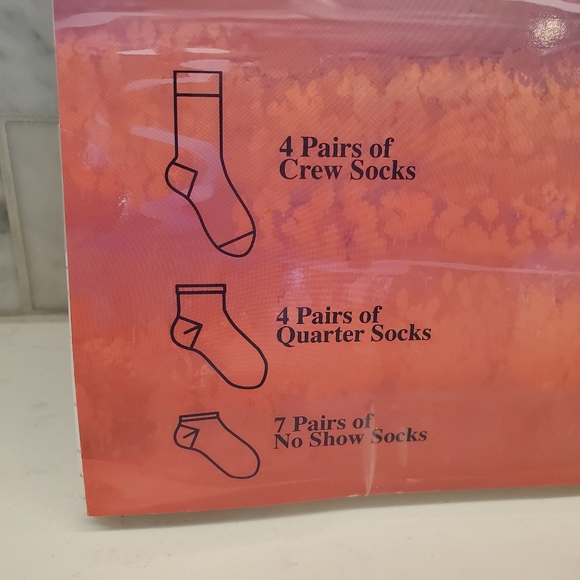 4 Pairs of
Crew Socks
4 Pairs of
Quarter Socks
7 Pairs of
No Show Socks